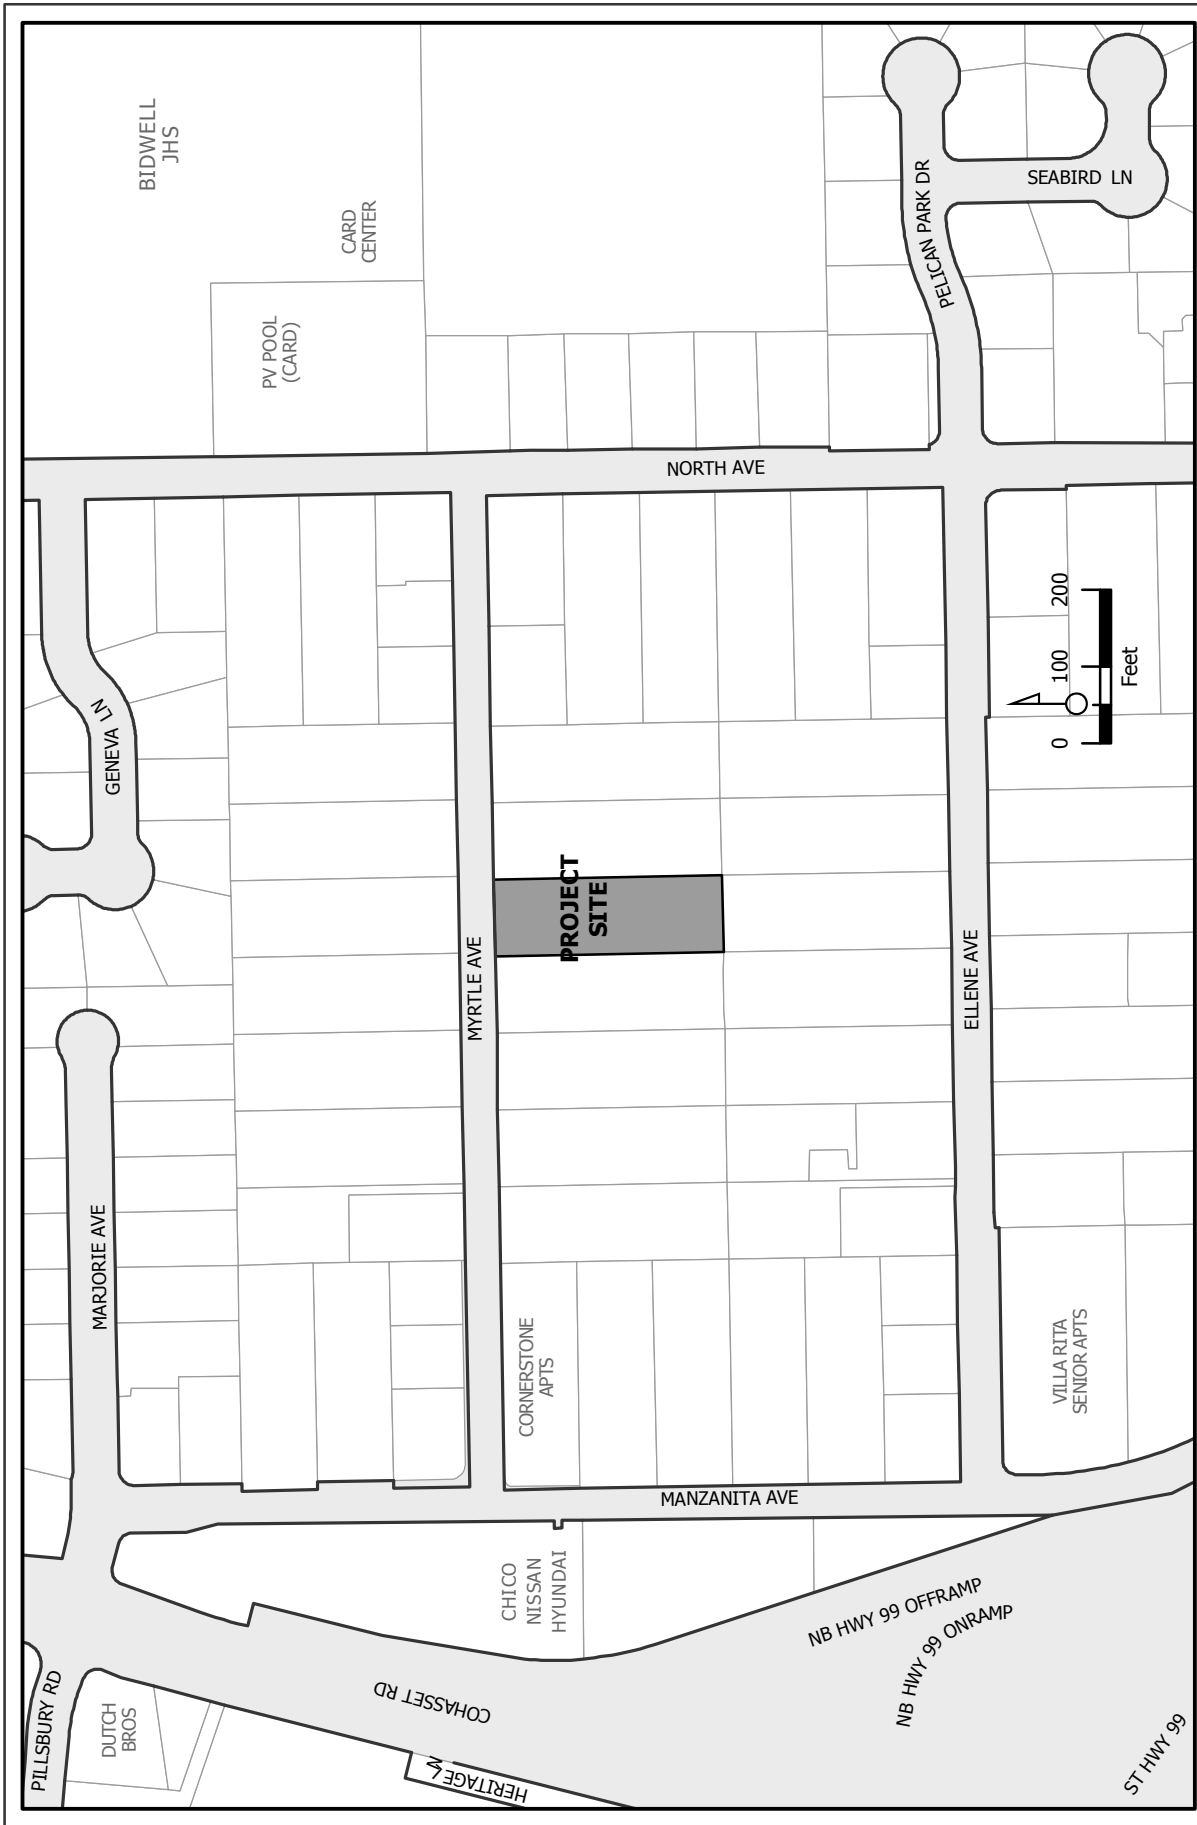 BIDWELL
JHS
CARD
CENTER
PV POOL
(CARD)
PELICAN PARK DR
SEABIRD LN
NORTH AVE
GENEVA LN
200
100
0
Feet
PROJECT
SITE
MYRTLE AVE
ELLENE AVE
MARJORIE AVE
CORNERSTONE
APTS
VILLA RITA
SENIOR APTS
MANZANITA AVE
CHICO
NISSAN
HYUNDAI
NB HWY 99 OFFRAMP
NB HWY 99 ONRAMP
COHASSET RD
PILLSBURY RD
DUTCH
BROS
HERITAGE LN
ST HWY 99